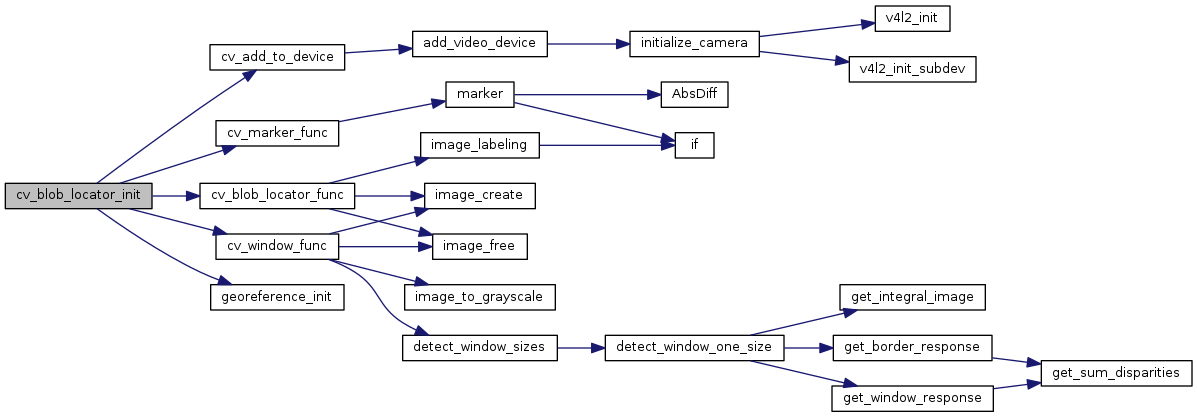 v4l2_init
add_video_device
initialize_camera
cv_add_to_device
v4l2_init_subdev
marker
AbsDiff
cv_marker_func
image_labeling
if
cv_blob_locator_init
cv_blob_locator_func
image_create
cv_window_func
image_free
georeference_init
image_to_grayscale
get_integral_image
detect_window_sizes
detect_window_one_size
get_border_response
get_sum_disparities
get_window_response